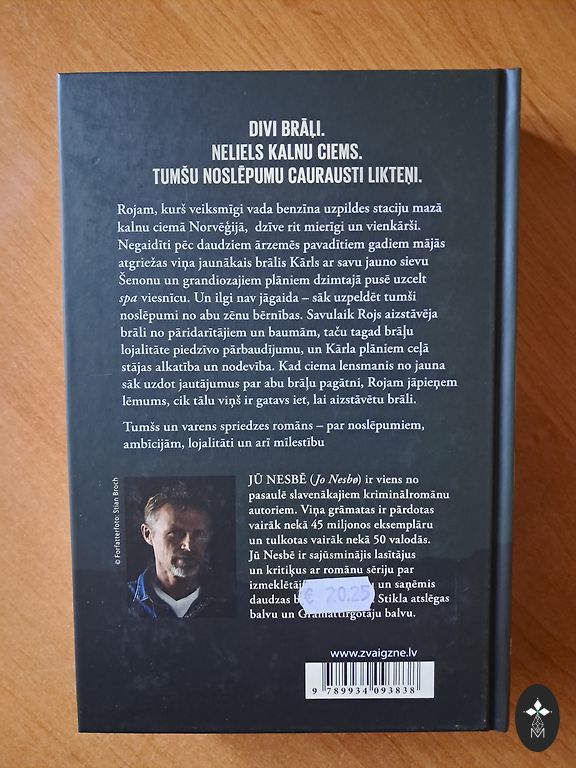 DIVI BRĀĻI.
NELIELS KALNU CIEMS.
TUMŠU NOSLĒPUMU CAURAUSTI LIKTEŅI.
Rojam, kurš veiksmīgi vada benzīna uzpildes staciju mazā
kalnu ciemā Norvēģijā, dzīve rit mierīgi un vienkārši.
Negaidīti pēc daudziem ārzemēs pavadītiem gadiem mājās
atgriežas viņa jaunākais brālis Kārls ar savu jauno sievu
Šenonu un grandioziem plāniem dzimtajā pusē uzcelt
spa viesnīcu. Un ilgi nav jāgaida – sāk uzpeldēt tumši
noslēpumi no abu zēnu bērnības. Savulaik Rojs aizstāvēja
brāli no pāridarītājiem un baumām, taču tagad brāļu
lojalitāte piedzīvo pārbaudījumu, un Kārla plāniem ceļā
stājas alkatība un nodevība. Kad ciema lensmanis no jauna
sāk uzdot jautājumus par abu brāļu pagātni, Rojam jāpieņem
lēmums, cik tālu viņš ir gatavs iet, lai aizstāvētu brāli.
Tumšs un varens spriedzes romāns – par noslēpumiem,
ambīcijām, lojalitāti un arī mīlestību
© Forfatterfoto: Stian Broch
JŪ NESBĒ (Jo Nesbø) ir viens no
pasaulē slavenākajiem kriminālromānu
autoriem. Viņa grāmatas ir pārdotas
vairāk nekā 45 miljonos eksemplāru
un tulkotas vairāk nekā 50 valodās.
Jū Nesbē ir sajūsminājis lasītājus
un kritiķus ar romānu sēriju par
izmeklētāj un saņēmis
daudzas Stikla atslēgas
balvu un Grāmattirgotāju balvu.
€ 20.25
www.zvaigzne.lv
9 789934 093838
M